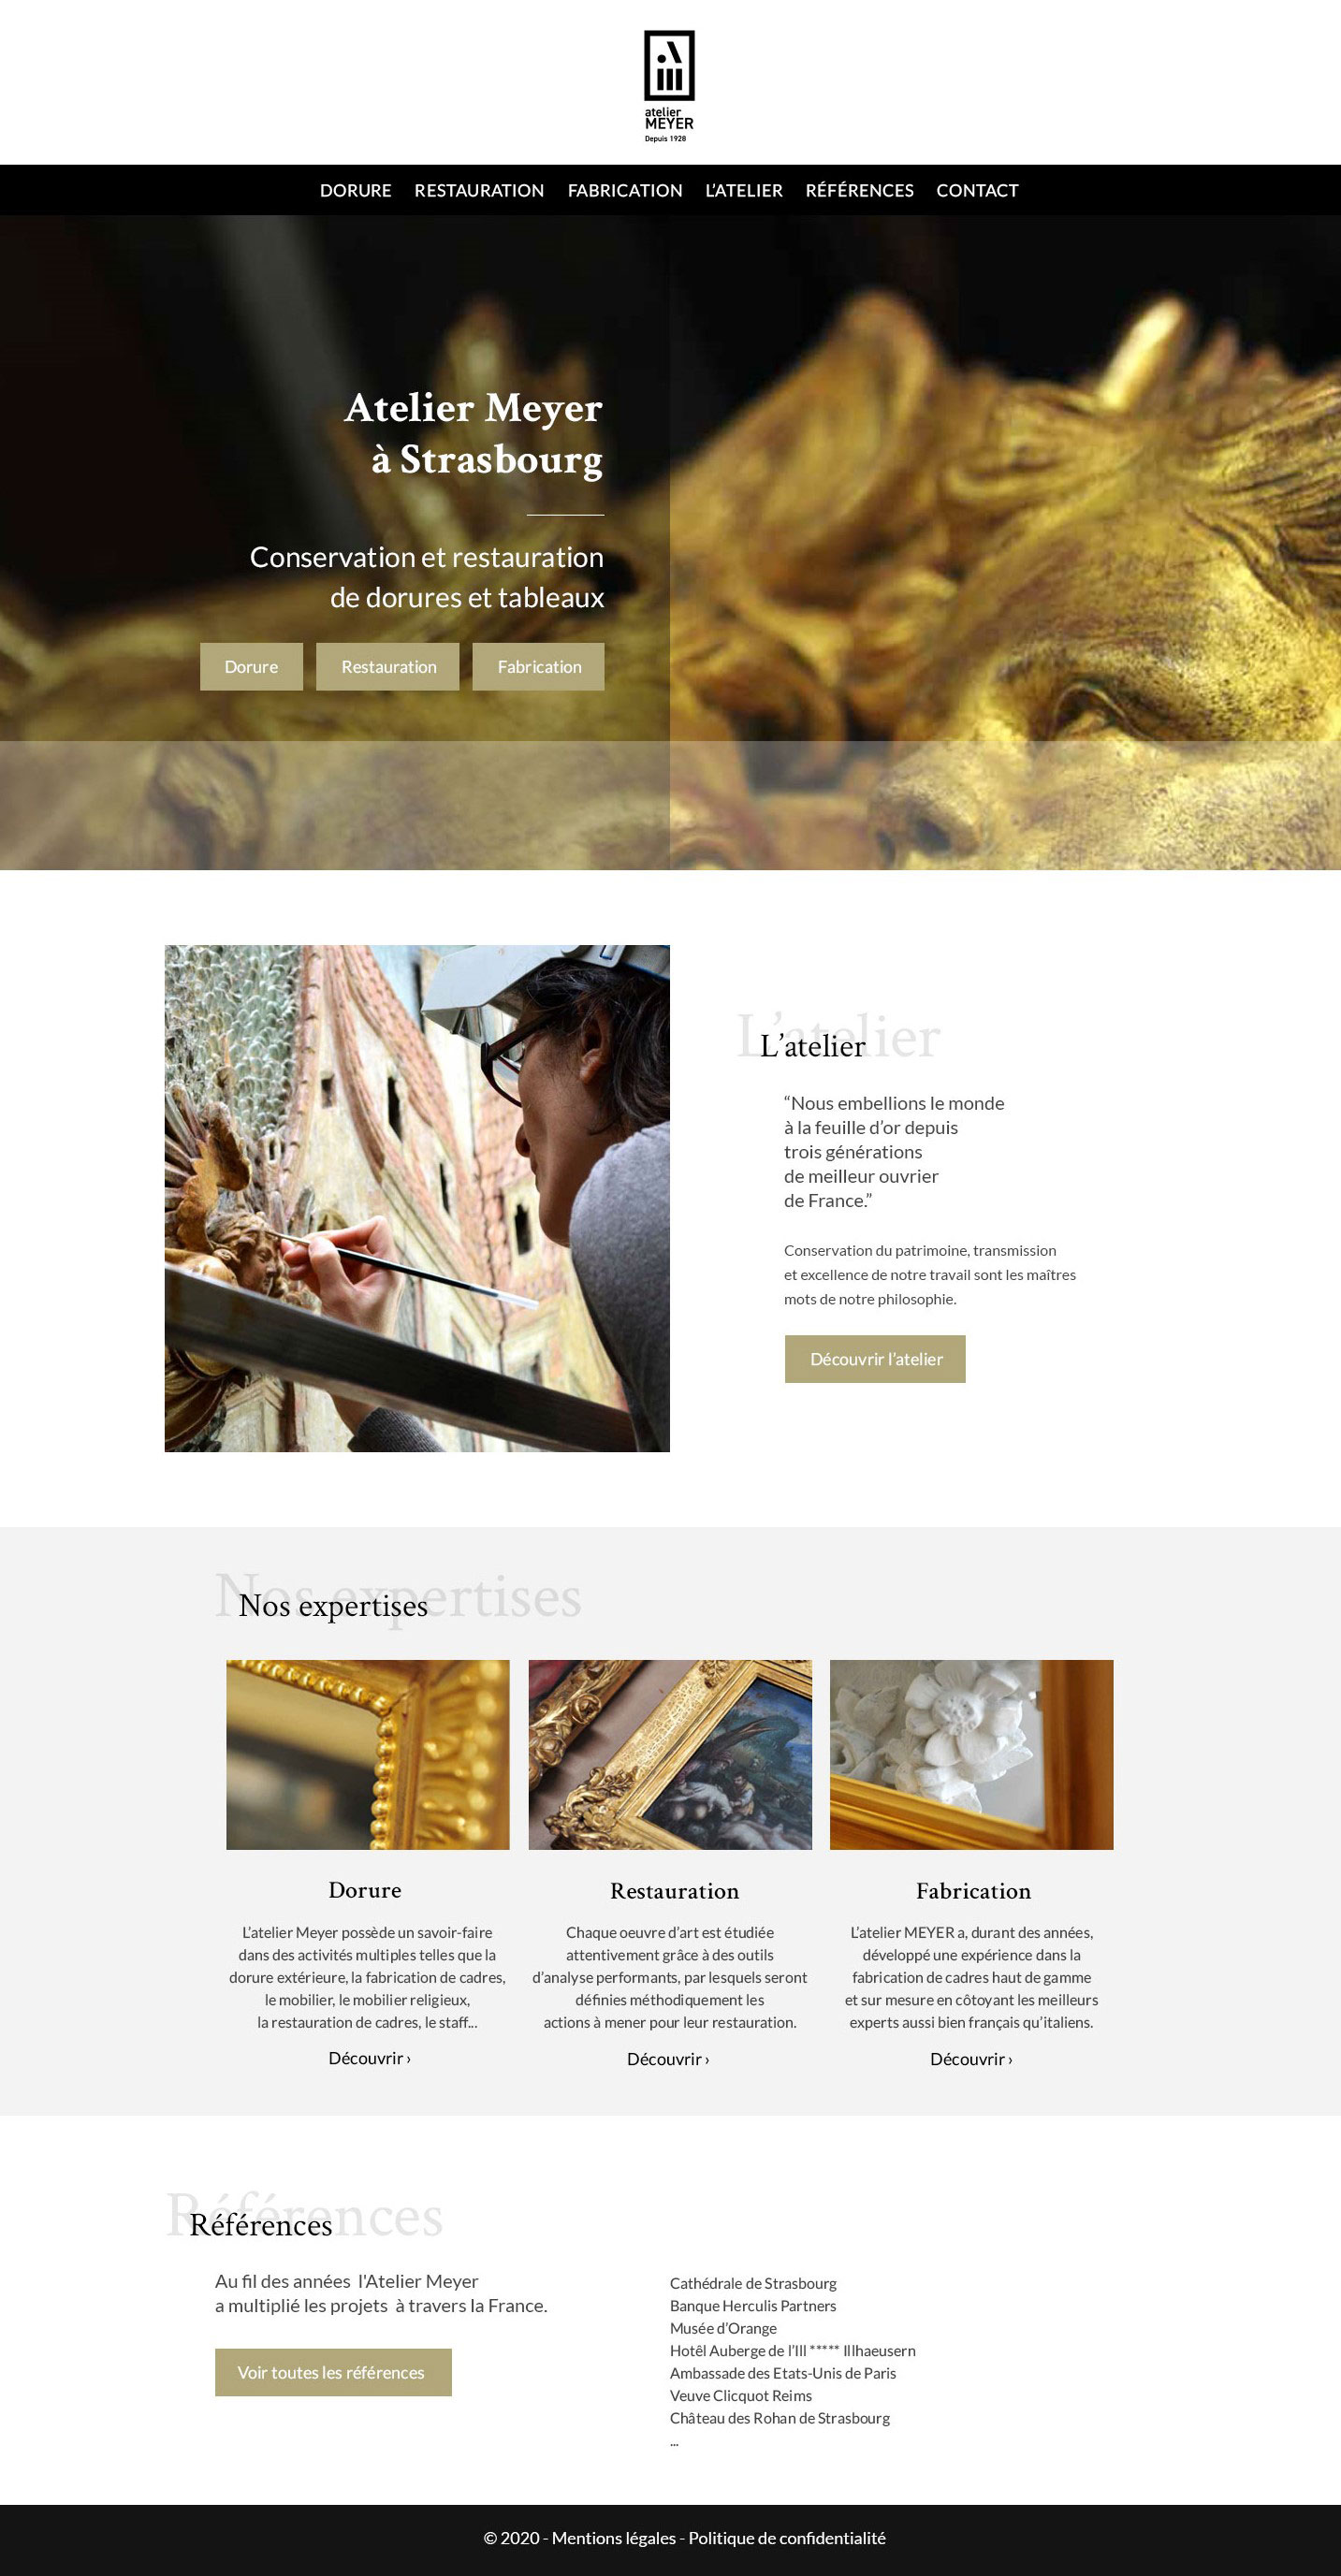 atelier
MEYER
Depuis 1928
DORURE RESTAURATION FABRICATION L’ATELIER RÉFÉRENCES CONTACT
Atelier Meyer
à Strasbourg
Conservation et restauration
de dorures et tableaux
Dorure Restauration Fabrication
L’atelier
L’atelier
“Nous embellions le monde
à la feuille d’or depuis
trois générations
de meilleur ouvrier
de France.”
Conservation du patrimoine, transmission
et excellence de notre travail sont les maîtres
mots de notre philosophie.
Découvrir l’atelier
Nos expertises
Nos expertises
Dorure
L’atelier Meyer possède un savoir-faire
dans des activités multiples telles que la
dorure extérieure, la fabrication de cadres,
le mobilier, le mobilier religieux,
la restauration de cadres, le staff...
Découvrir ›
Restauration
Chaque oeuvre d’art est étudiée
attentivement grâce à des outils
d’analyse performants, par lesquels seront
définies méthodiquement les
actions à mener pour leur restauration.
Découvrir ›
Fabrication
L’atelier MEYER a, durant des années,
développé une expérience dans la
fabrication de cadres haut de gamme
et sur mesure en côtoyant les meilleurs
experts aussi bien français qu’italiens.
Découvrir ›
Références
Références
Au fil des années l'Atelier Meyer
a multiplié les projets à travers la France.
Voir toutes les références
Cathédrale de Strasbourg
Banque Herculis Partners
Musée d’Orange
Hotêl Auberge de l’Ill ***** Illhaeusern
Ambassade des Etats-Unis de Paris
Veuve Clicquot Reims
Château des Rohan de Strasbourg
...
© 2020 - Mentions légales - Politique de confidentialité